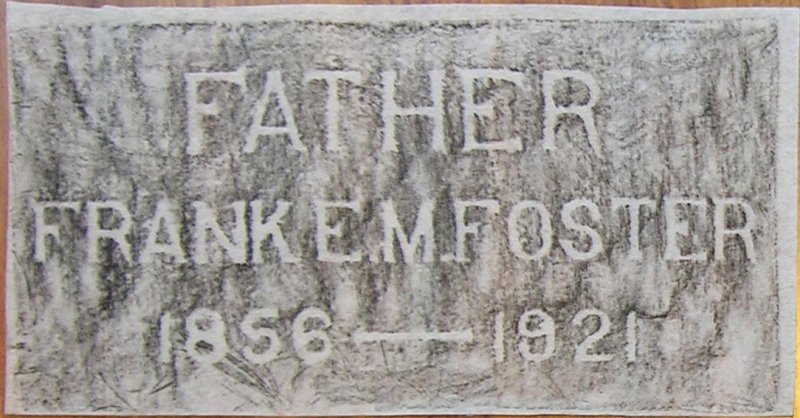 FATHER
FRANK E.M. FOSTER
1856 — 1921